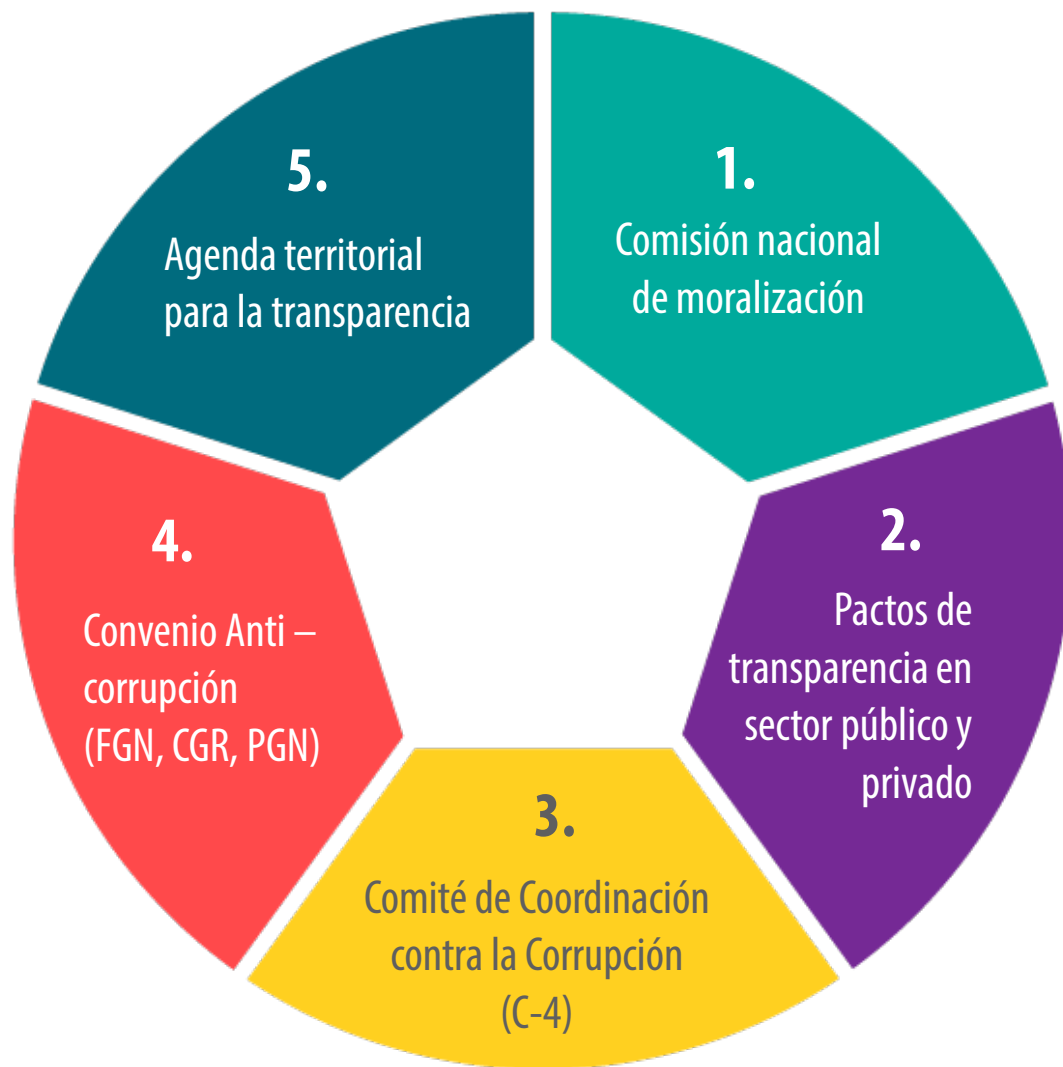 1.
Comisión nacional
de moralización
2.
Pactos de
transparencia en
sector público y
privado
3.
Comité de Coordinación
contra la Corrupción
(C-4)
4.
Convenio Anti –
corrupción
(FGN, CGR, PGN)
5.
Agenda territorial
para la transparencia